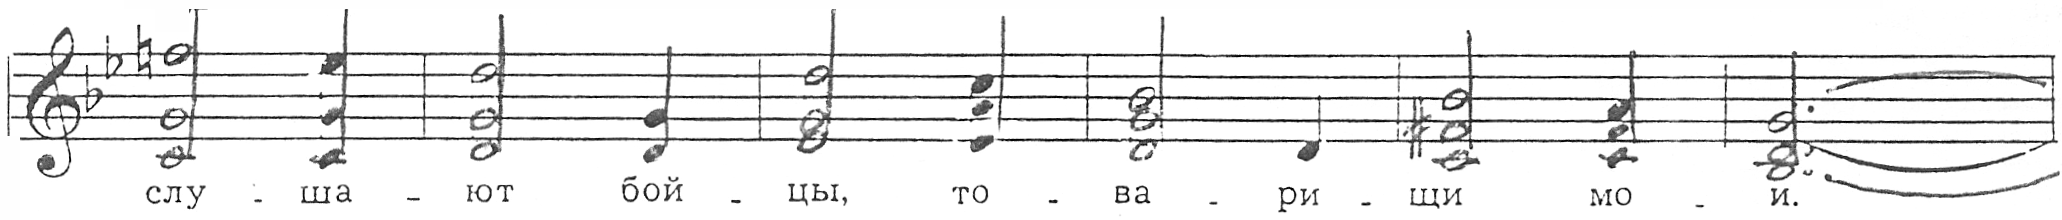 слу - ша - ют бой - цы, то - ва - ри - щи мо - и.